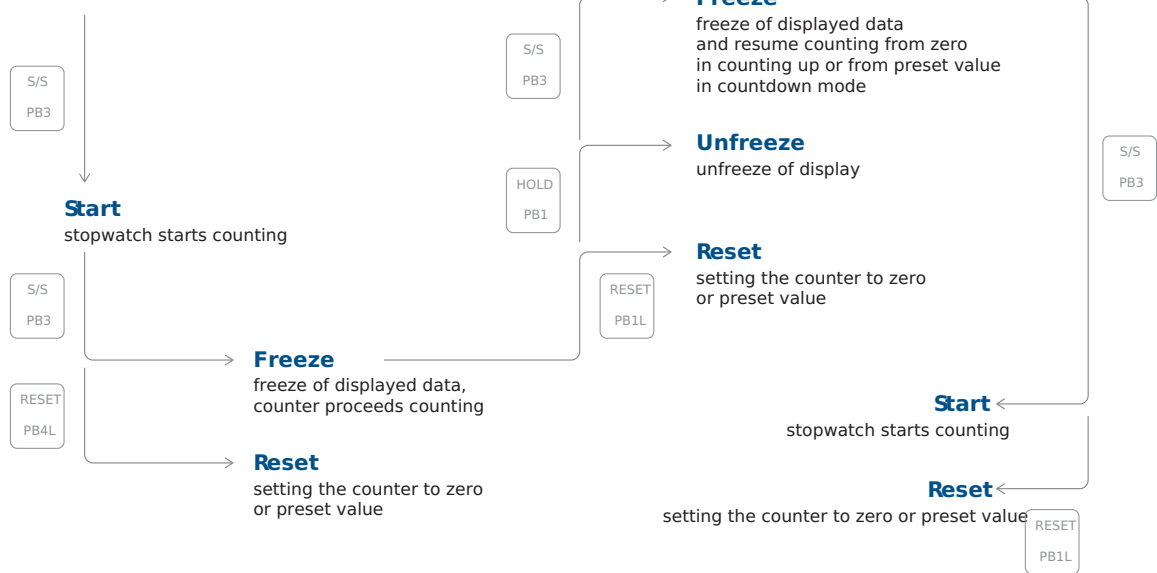 S/S
PB3
Start
stopwatch starts counting
S/S
PB3
RESET
PB4L
Freeze
freeze of displayed data,
counter proceeds counting
Reset
setting the counter to zero
or preset value
S/S
PB3
HOLD
PB1
RESET
PB1L
Freeze
freeze of displayed data
and resume counting from zero
in counting up or from preset value
in countdown mode
Unfreeze
unfreeze of display
Reset
setting the counter to zero
or preset value
S/S
PB3
Start
stopwatch starts counting
Reset
setting the counter to zero or preset value
RESET
PB1L